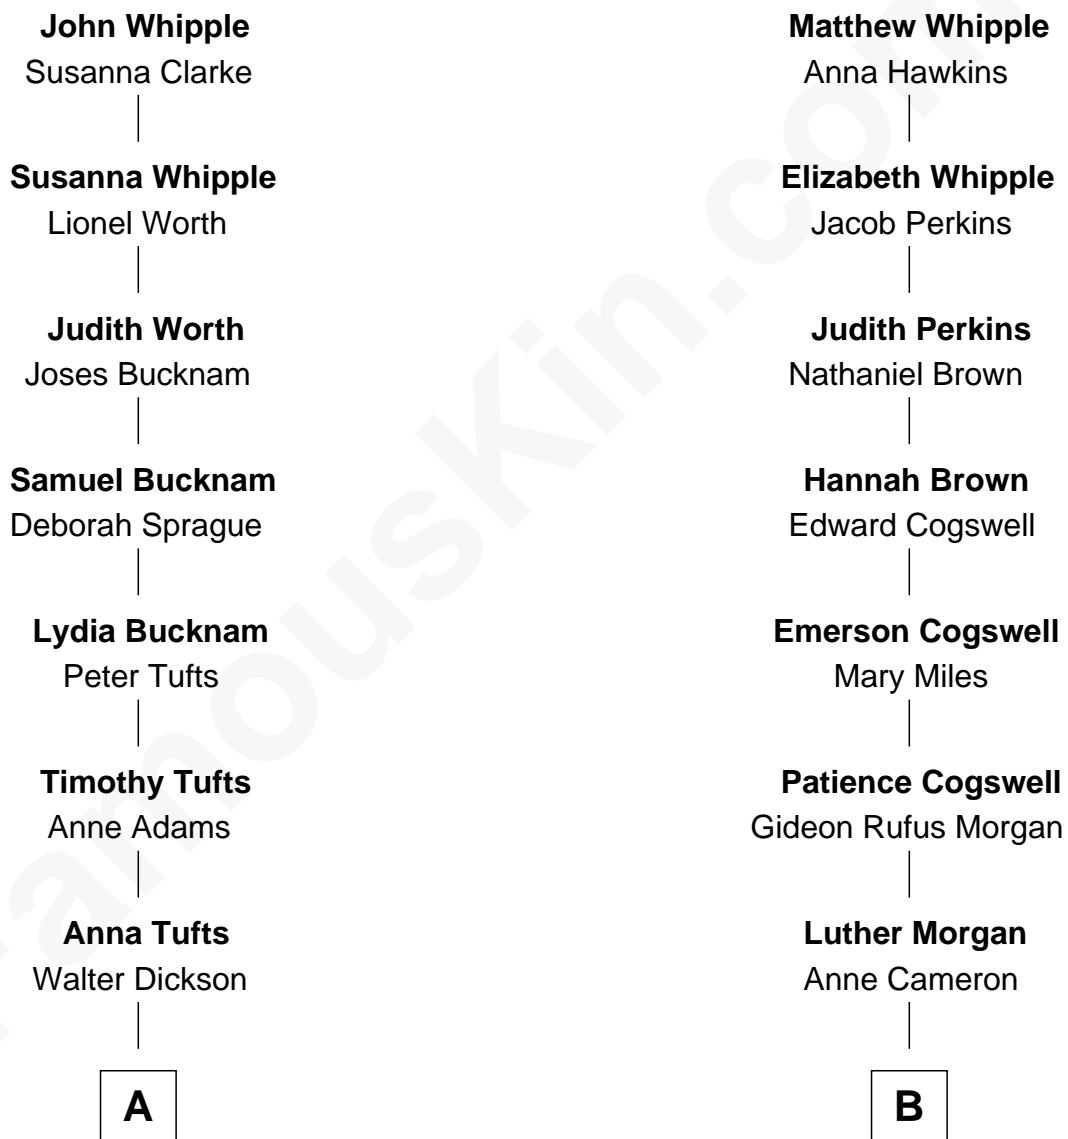 John Whipple
Susanna Clarke
Susanna Whipple
Lionel Worth
Judith Worth
Joses Bucknam
Samuel Bucknam
Deborah Sprague
Lydia Bucknam
Peter Tufts
Timothy Tufts
Anne Adams
Anna Tufts
Walter Dickson
A
Matthew Whipple
Anna Hawkins
Elizabeth Whipple
Jacob Perkins
Judith Perkins
Nathaniel Brown
Hannah Brown
Edward Cogswell
Emerson Cogswell
Mary Miles
Patience Cogswell
Gideon Rufus Morgan
Luther Morgan
Anne Cameron
B
FamousKin.com